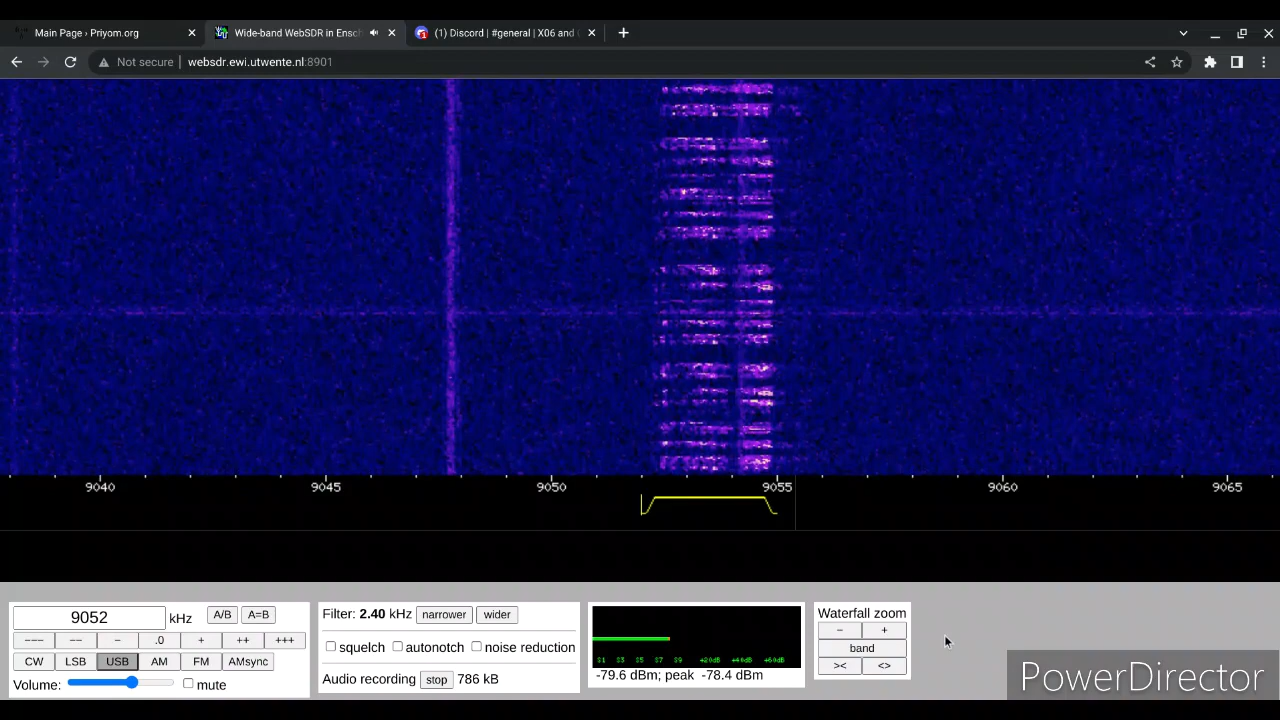 Main Page › Priyom.org
Wide-band WebSDR in Ensch
(1) Discord | #general | X06 and
Not secure | websdr.ewi.utwente.nl:8901
9040 9045 9050 9055 9060 9065
9052 kHz A/B A=B
--- -- - .0 + ++ +++
CW LSB USB AM FM AMsync
Volume: mute
Filter: 2.40 kHz narrower wider
squelch autonotch noise reduction
Audio recording stop 786 kB
S1 S3 S5 S7 S9 +20dB +40dB +60dB
-79.6 dBm; peak -78.4 dBm
Waterfall zoom
- +
band
>< <>
PowerDirector